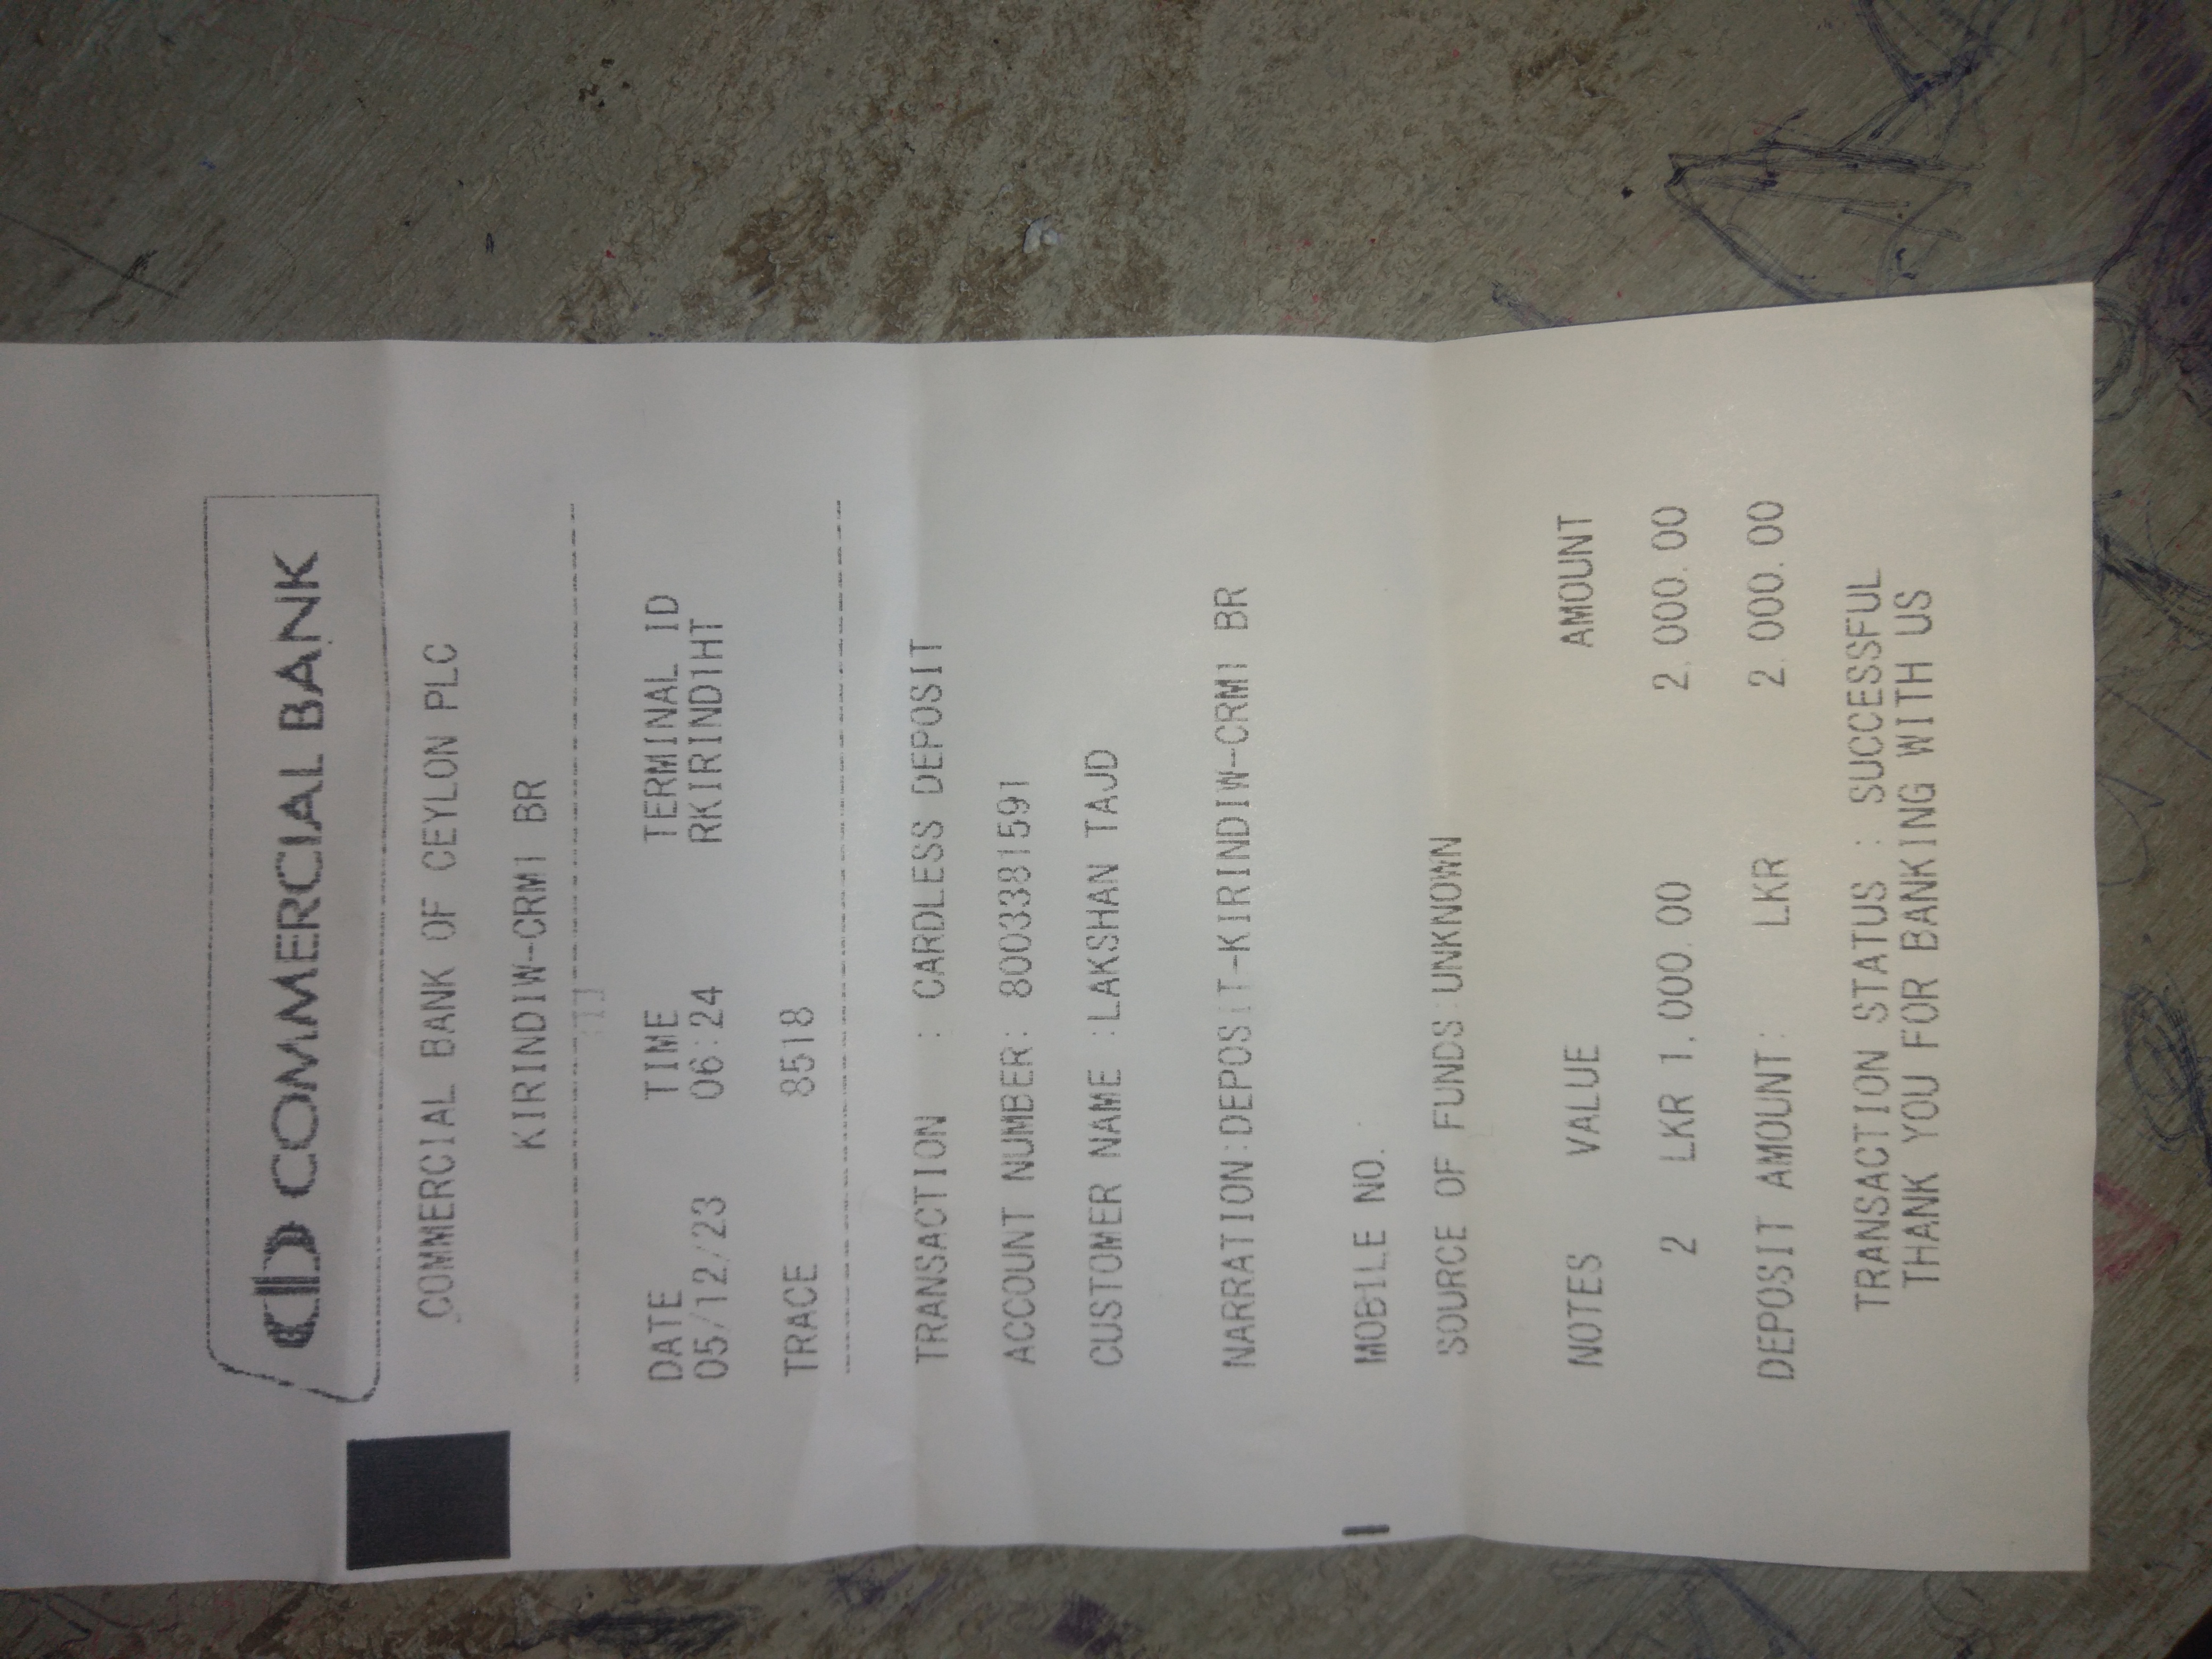 COMMERCIAL BANK
COMMERCIAL BANK OF CEYLON PLC
KIRINDIW-CRM1 BR
DATE TIME TERMINAL ID
05/12/23 06:24 RKIRIND1HT
TRACE 8518
TRANSACTION : CARDLESS DEPOSIT
ACCOUNT NUMBER: 8003381591
CUSTOMER NAME :LAKSHAN TAJD
NARRATION:DEPOSIT-KIRINDIW-CRM1 BR
MOBILE NO.:
SOURCE OF FUNDS:UNKNOWN
NOTES VALUE AMOUNT
2 LKR 1,000.00 2,000.00
DEPOSIT AMOUNT: LKR 2,000.00
TRANSACTION STATUS : SUCCESSFUL
THANK YOU FOR BANKING WITH US